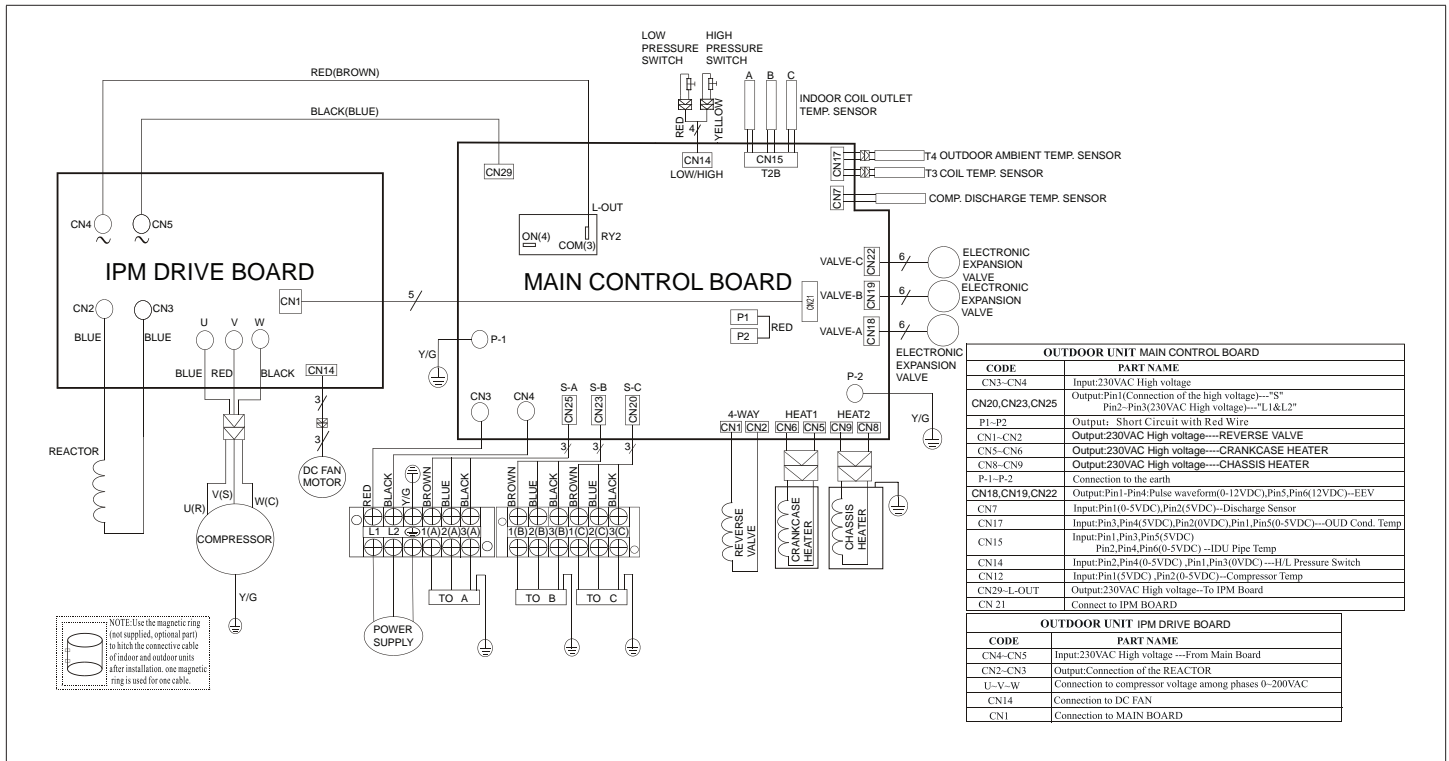 LOW
PRESSURE
SWITCH
HIGH
PRESSURE
SWITCH
RED
4
YELLOW
CN14
LOW/HIGH
A B C
INDOOR COIL OUTLET
TEMP. SENSOR
CN15
T2B
CN17
T4 OUTDOOR AMBIENT TEMP. SENSOR
T3 COIL TEMP. SENSOR
CN7
COMP. DISCHARGE TEMP. SENSOR
RED(BROWN)
BLACK(BLUE)
CN29
L-OUT
ON(4)
COM(3)
RY2
CN4
CN5
IPM DRIVE BOARD
MAIN CONTROL BOARD
CN2
CN3
CN1
5
CN21
BLUE
BLUE
U V W
BLUE
RED
BLACK
CN14
3
3
DC FAN
MOTOR
REACTOR
U(R)
V(S)
W(C)
COMPRESSOR
Y/G
VALVE-C
CN22
6
ELECTRONIC
EXPANSION
VALVE
VALVE-B
CN19
6
ELECTRONIC
EXPANSION
VALVE
VALVE-A
CN18
6
ELECTRONIC
EXPANSION
VALVE
P1
P2
RED
P-1
Y/G
P-2
Y/G
CN3
CN4
S-A
S-B
S-C
CN25
CN23
CN20
3
3
3
4-WAY
CN1
CN2
HEAT1
CN6
CN5
HEAT2
CN9
CN8
REVERSE
VALVE
CRANKCASE
HEATER
CHASSIS
HEATER
RED
BLACK
Y/G
BROWN
BLUE
BLACK
BROWN
BLUE
BLACK
BROWN
BLUE
BLACK
L1 L2 1(A) 2(A) 3(A)
1(B) 2(B) 3(B) 1(C) 2(C) 3(C)
TO A
TO B
TO C
POWER
SUPPLY
NOTE:Use the magnetic ring
(not supplied, optional part)
to hitch the connective cable
of indoor and outdoor units
after installation. one magnetic
ring is used for one cable.
OUTDOOR UNIT MAIN CONTROL BOARD
CODE PART NAME
CN3~CN4 Input:230VAC High voltage
CN20,CN23,CN25 Output:Pin1(Connection of the high voltage)---"S"
Pin2~Pin3(230VAC High voltage)---"L1&L2"
P1~P2 Output: Short Circuit with Red Wire
CN1~CN2 Output:230VAC High voltage----REVERSE VALVE
CN5~CN6 Output:230VAC High voltage----CRANKCASE HEATER
CN8~CN9 Output:230VAC High voltage----CHASSIS HEATER
P-1~P-2 Connection to the earth
CN18,CN19,CN22 Output:Pin1-Pin4:Pulse waveform(0-12VDC),Pin5,Pin6(12VDC)--EEV
CN7 Input:Pin1(0-5VDC),Pin2(5VDC)--Discharge Sensor
CN17 Input:Pin3,Pin4(5VDC),Pin2(0VDC),Pin1,Pin5(0-5VDC)---OUD Cond. Temp
CN15 Input:Pin1,Pin3,Pin5(5VDC)
Pin2,Pin4,Pin6(0-5VDC) --IDU Pipe Temp
CN14 Input:Pin2,Pin4(0-5VDC) ,Pin1,Pin3(0VDC) ---H/L Pressure Switch
CN12 Input:Pin1(5VDC) ,Pin2(0-5VDC)--Compressor Temp
CN29~L-OUT Output:230VAC High voltage--To IPM Board
CN 21 Connect to IPM BOARD
OUTDOOR UNIT IPM DRIVE BOARD
CODE PART NAME
CN4~CN5 Input:230VAC High voltage ---From Main Board
CN2~CN3 Output:Connection of the REACTOR
U~V~W Connection to compressor voltage among phases 0~200VAC
CN14 Connection to DC FAN
CN1 Connection to MAIN BOARD